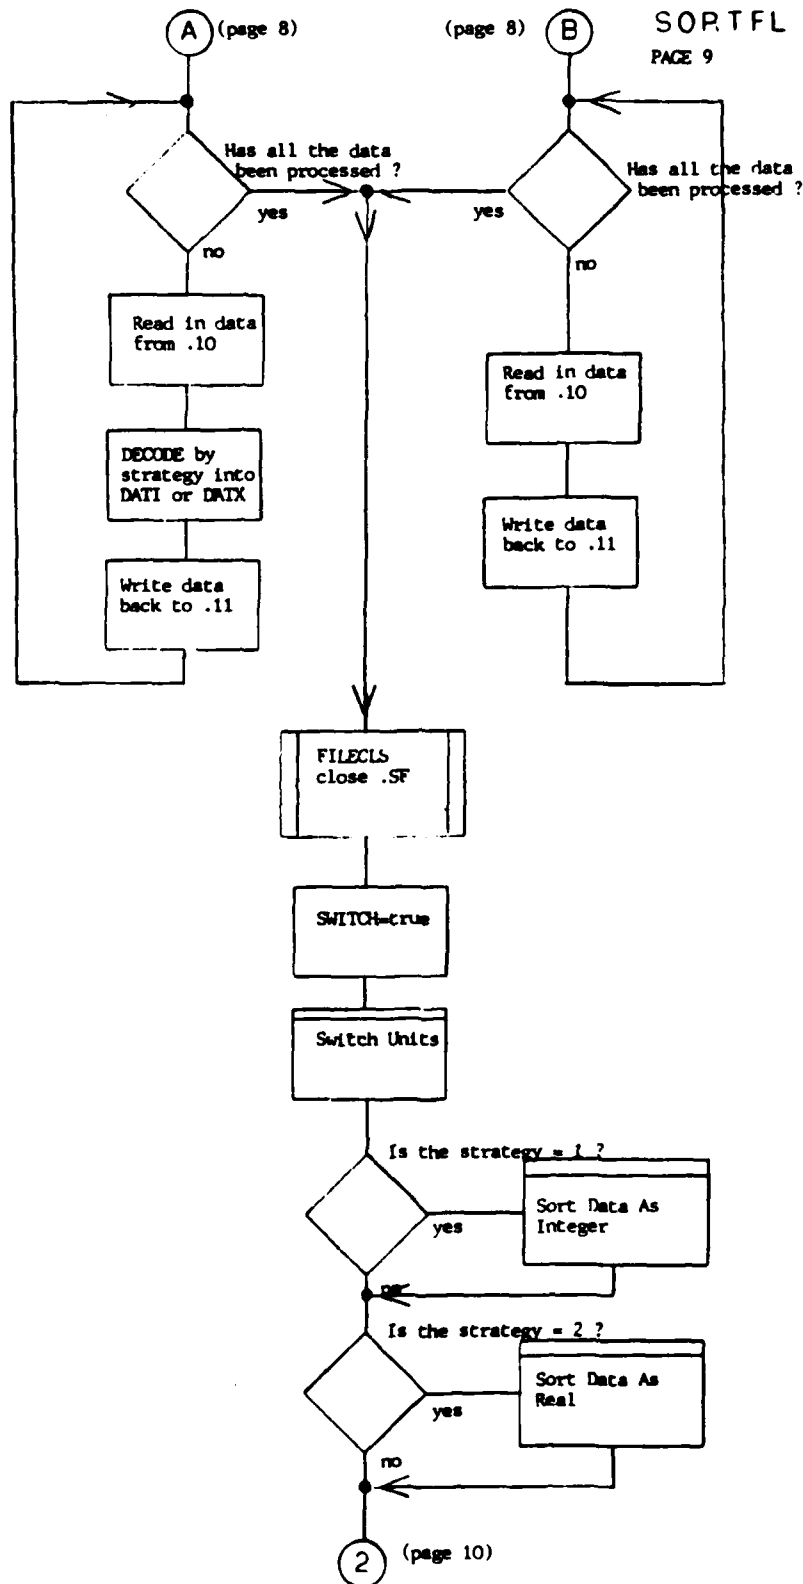 SORTFL
PAGE 9
A (page 8)
(page 8) B
Has all the data
been processed ?
yes
no
Has all the data
been processed ?
yes
no
Read in data
from .10
DECODE by
strategy into
DATI or DATX
Write data
back to .11
Read in data
from .10
Write data
back to .11
FILECLS
close .SF
SWITCH=true
Switch Units
Is the strategy = 1 ?
yes
no
Sort Data As
Integer
Is the strategy = 2 ?
yes
no
Sort Data As
Real
2 (page 10)